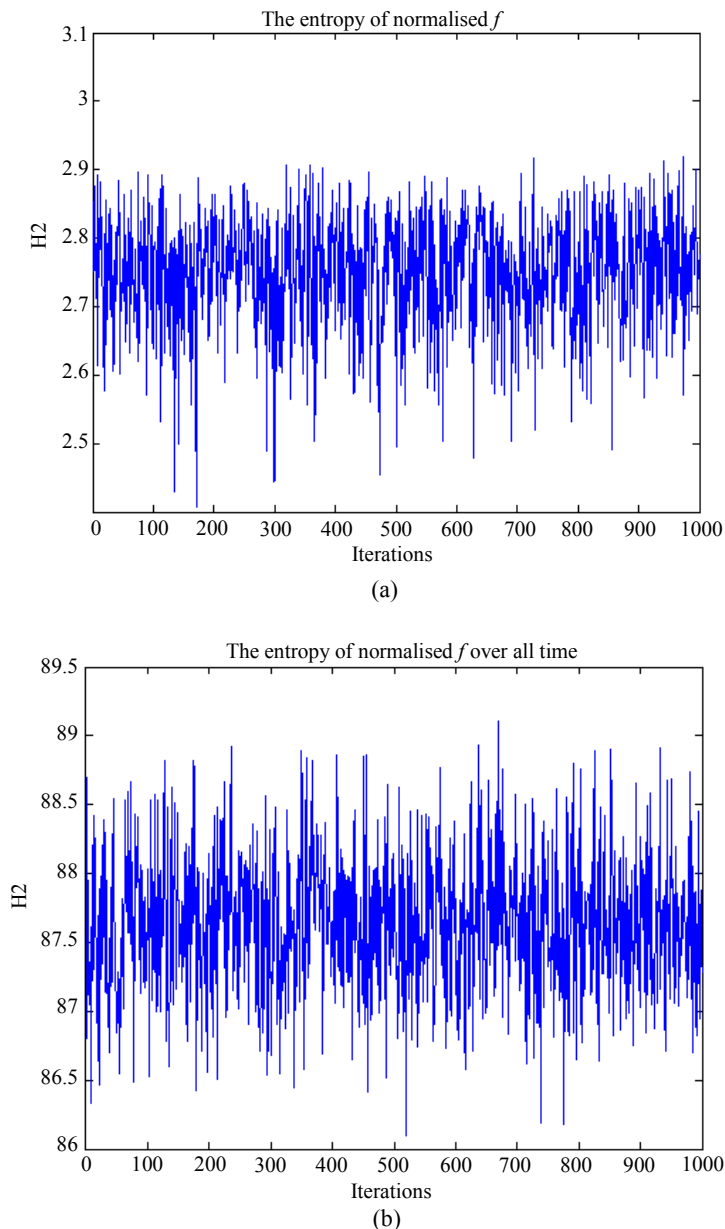 The entropy of normalised f
3.1
3
2.9
2.8
2.7
2.6
2.5
H2
0 100 200 300 400 500 600 700 800 900 1000
Iterations
(a)
The entropy of normalised f over all time
89.5
89
88.5
88
87.5
87
86.5
86
H2
0 100 200 300 400 500 600 700 800 900 1000
Iterations
(b)